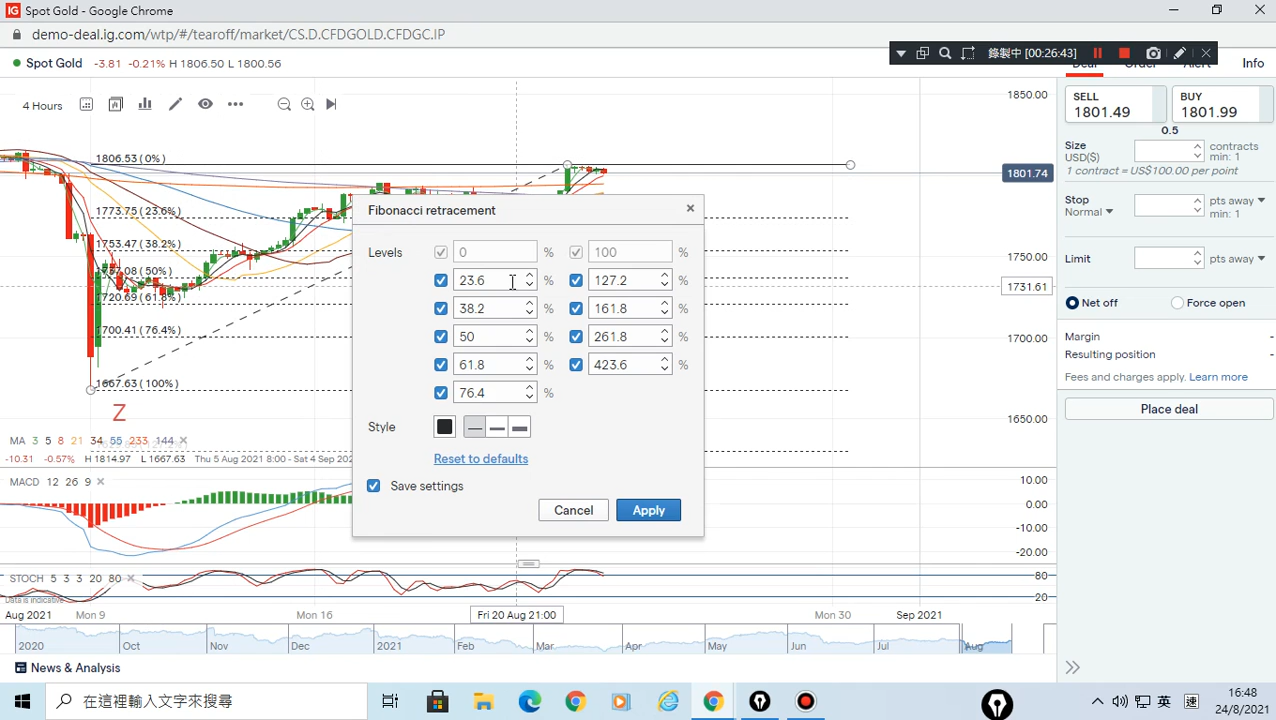 IG Spot Gold - Google Chrome
demo-deal.ig.com/wtp/#/tearoff/market/CS.D.CFDGOLD.CFDGC.IP
錄製中 [00:26:43]
Spot Gold -3.81 -0.21% H 1806.50 L 1800.56
Deal Order Alert Info
4 Hours
1850.00
SELL
1801.49
BUY
1801.99
0.5
Size
USD($)
contracts
min: 1
1 contract = US$100.00 per point
1806.53 ( 0%)
1801.74
Stop
Normal
pts away
min: 1
1773.75 ( 23.6%)
1753.47 ( 38.2%)
1737.08 ( 50%)
1720.69 ( 61.8%)
1700.41 ( 76.4%)
1667.63 ( 100%)
Z
Fibonacci retracement
Levels
0 % 100 %
23.6 % 127.2 %
38.2 % 161.8 %
50 % 261.8 %
61.8 % 423.6 %
76.4 %
Style
Reset to defaults
Save settings
Cancel Apply
1750.00
1731.61
1700.00
1650.00
Limit
pts away
Net off Force open
Margin -
Resulting position -
Fees and charges apply. Learn more
Place deal
MA 3 5 8 21 34 55 233 144
-10.31 -0.57% H 1814.97 L 1667.63 Thu 5 Aug 2021 8:00 - Sat 4 Sep 202
MACD 12 26 9
10.00
0.00
-10.00
-20.00
STOCH 5 3 3 20 80
80
20
Data is indicative
Aug 2021 Mon 9 Mon 16 Fri 20 Aug 21:00 Mon 30 Sep 2021
2020 Oct Nov Dec 2021 Feb Mar Apr May Jun Jul Aug
News & Analysis
在這裡輸入文字來搜尋
英
速
16:48
24/8/2021